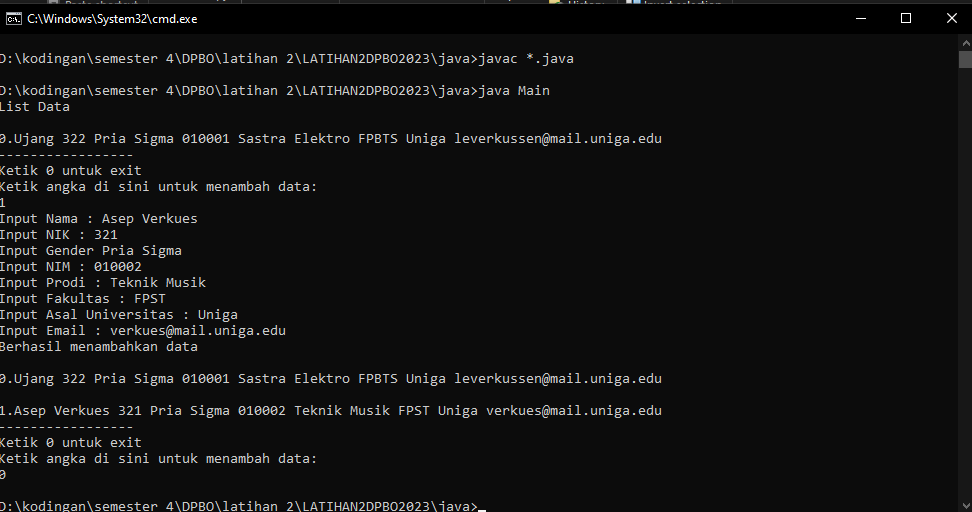 C:\Windows\System32\cmd.exe
D:\kodingan\semester 4\DPBO\latihan 2\LATIHAN2DPBO2023\java>javac *.java
D:\kodingan\semester 4\DPBO\latihan 2\LATIHAN2DPBO2023\java>java Main
List Data
0.Ujang 322 Pria Sigma 010001 Sastra Elektro FPBTS Uniga leverkussen@mail.uniga.edu
-----------------
Ketik 0 untuk exit
Ketik angka di sini untuk menambah data:
1
Input Nama : Asep Verkues
Input NIK : 321
Input Gender Pria Sigma
Input NIM : 010002
Input Prodi : Teknik Musik
Input Fakultas : FPST
Input Asal Universitas : Uniga
Input Email : verkues@mail.uniga.edu
Berhasil menambahkan data
0.Ujang 322 Pria Sigma 010001 Sastra Elektro FPBTS Uniga leverkussen@mail.uniga.edu
1.Asep Verkues 321 Pria Sigma 010002 Teknik Musik FPST Uniga verkues@mail.uniga.edu
-----------------
Ketik 0 untuk exit
Ketik angka di sini untuk menambah data:
0
D:\kodingan\semester 4\DPBO\latihan 2\LATIHAN2DPBO2023\java>